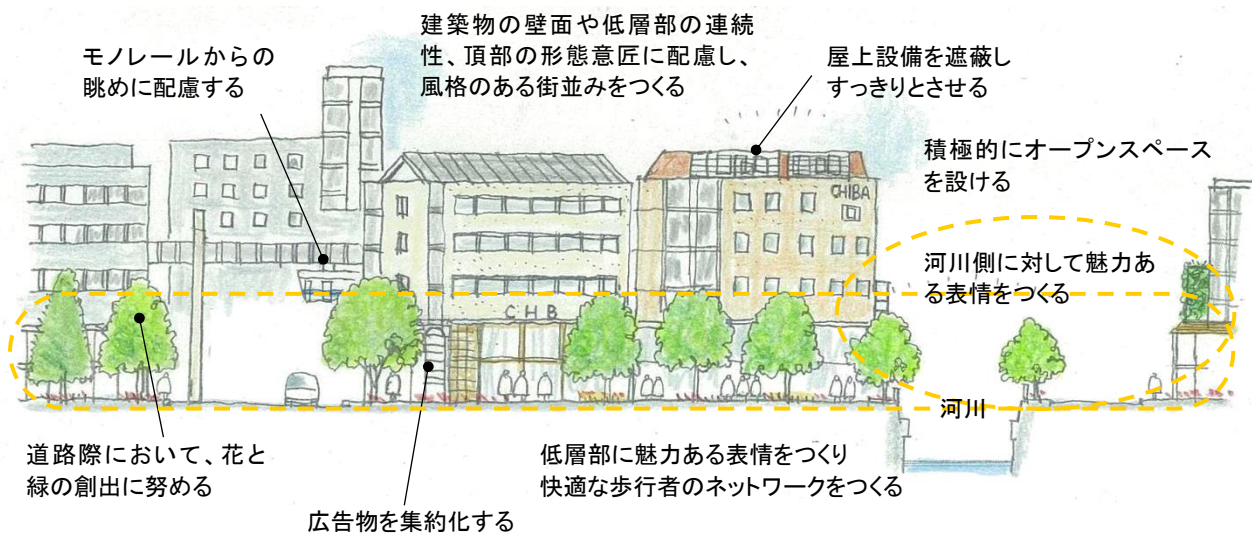 建築物の壁面や低層部の連続
性、頂部の形態意匠に配慮し、
風格のある街並みをつくる
モノレールからの
眺めに配慮する
屋上設備を遮蔽し
すっきりとさせる
積極的にオープンスペース
を設ける
CHIBA
河川側に対して魅力あ
る表情をつくる
CHB
河川
道路際において、花と
緑の創出に努める
低層部に魅力ある表情をつくり
快適な歩行者のネットワークをつくる
広告物を集約化する